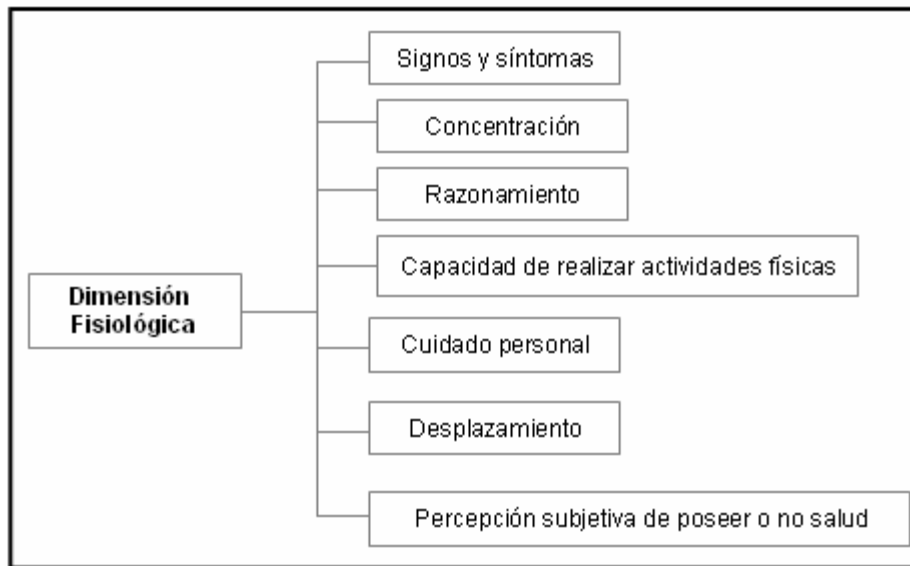 Signos y síntomas
Concentración
Razonamiento
Capacidad de realizar actividades físicas
Dimensión
Fisiológica
Cuidado personal
Desplazamiento
Percepción subjetiva de poseer o no salud